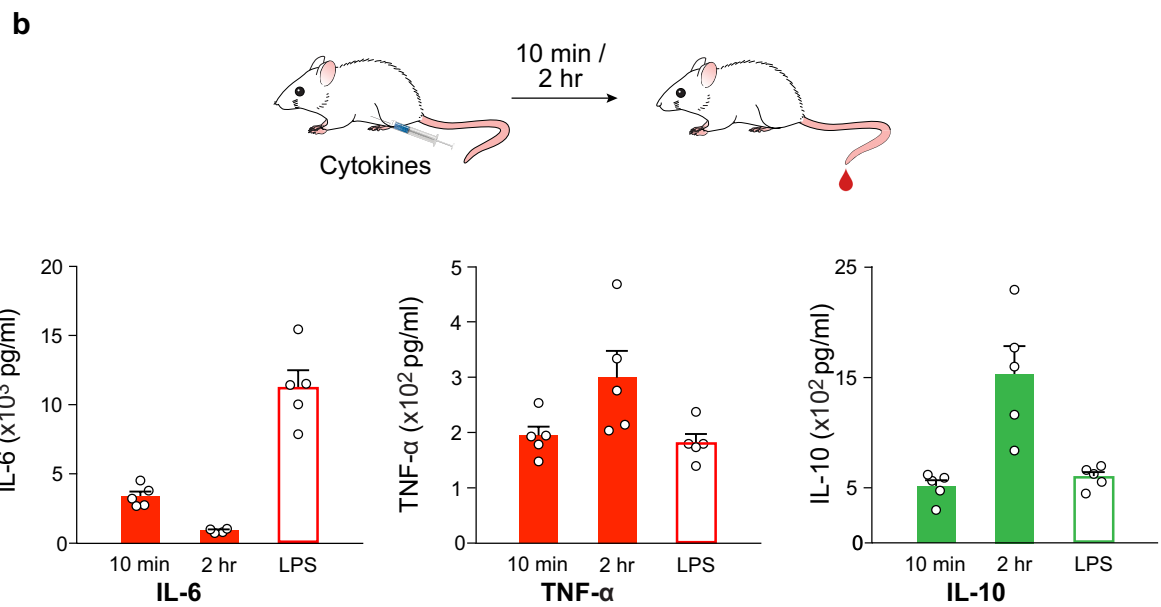 b
10 min /
2 hr
Cytokines
IL-6 (x10³ pg/ml)
20
15
10
5
0
10 min
2 hr
LPS
IL-6
TNF-α (x10² pg/ml)
5
4
3
2
1
0
10 min
2 hr
LPS
TNF-α
IL-10 (x10² pg/ml)
25
15
5
0
10 min
2 hr
LPS
IL-10